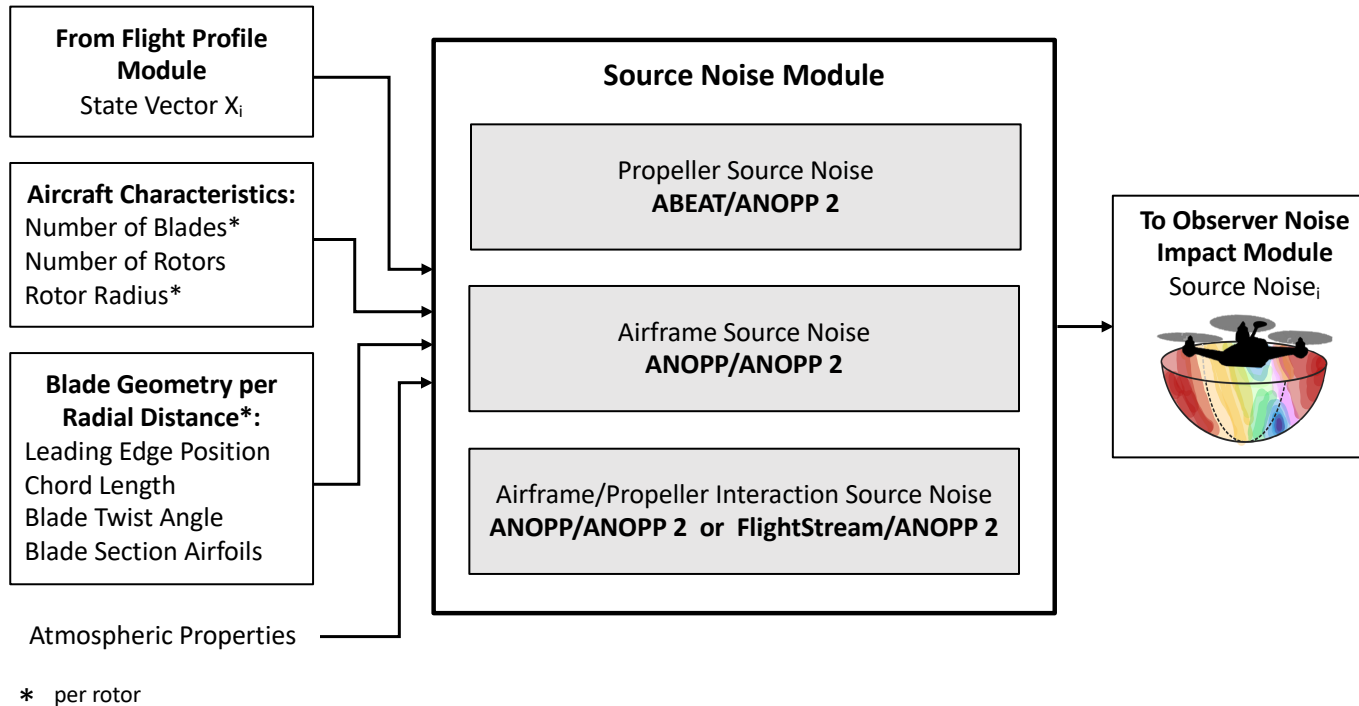 From Flight Profile
Module
State Vector Xᵢ
Aircraft Characteristics:
Number of Blades*
Number of Rotors
Rotor Radius*
Blade Geometry per
Radial Distance*:
Leading Edge Position
Chord Length
Blade Twist Angle
Blade Section Airfoils
Atmospheric Properties
* per rotor
Source Noise Module
Propeller Source Noise
ABEAT/ANOPP 2
Airframe Source Noise
ANOPP/ANOPP 2
Airframe/Propeller Interaction Source Noise
ANOPP/ANOPP 2 or FlightStream/ANOPP 2
To Observer Noise
Impact Module
Source Noiseᵢ